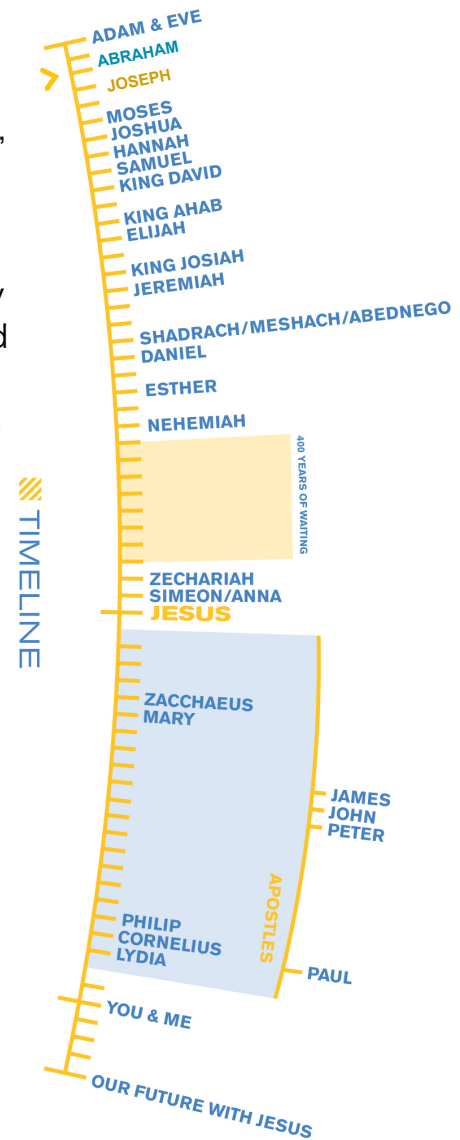 ADAM & EVE
ABRAHAM
JOSEPH
MOSES
JOSHUA
HANNAH
SAMUEL
KING DAVID
KING AHAB
ELIJAH
KING JOSIAH
JEREMIAH
SHADRACH/MESHACH/ABEDNEGO
DANIEL
ESTHER
NEHEMIAH
400 YEARS OF WAITING
TIMELINE
ZECHARIAH
SIMEON/ANNA
JESUS
ZACCHAEUS
MARY
JAMES
JOHN
PETER
APOSTLES
PHILIP
CORNELIUS
LYDIA
PAUL
YOU & ME
OUR FUTURE WITH JESUS